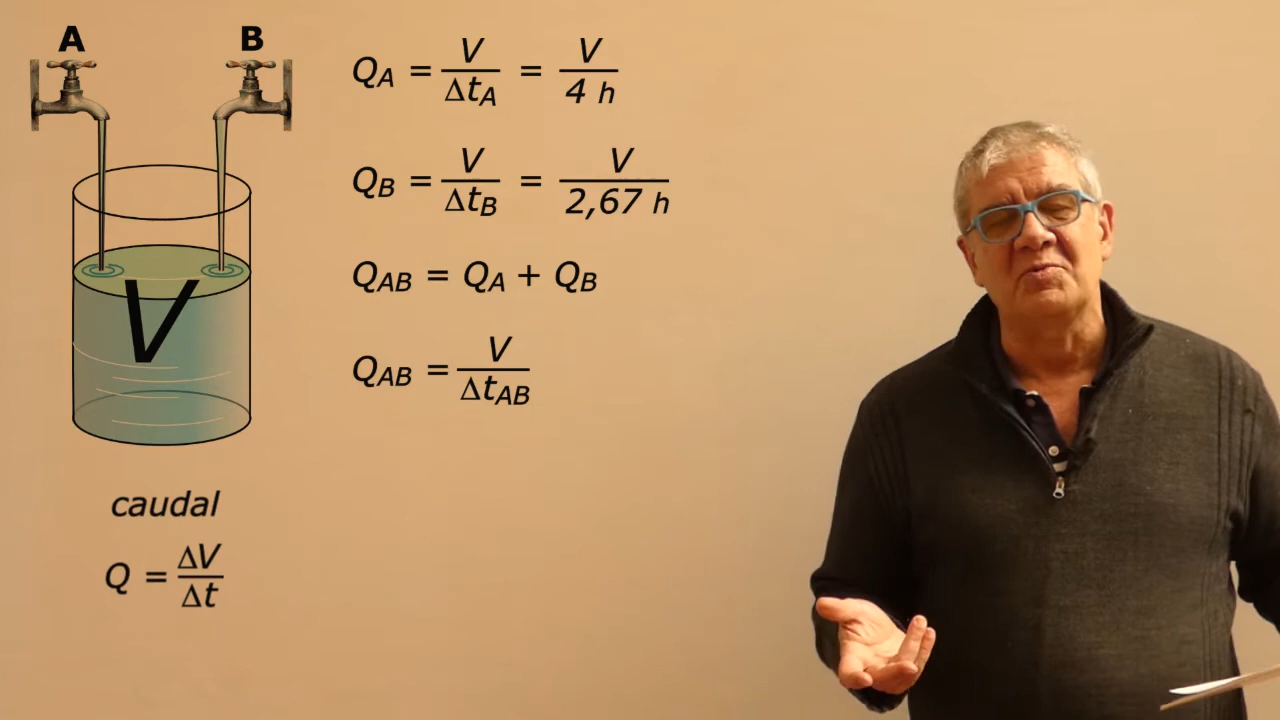 A B
V
caudal
Q = ΔV/Δt
Q_A = V/Δt_A = V/4 h
Q_B = V/Δt_B = V/2,67 h
Q_AB = Q_A + Q_B
Q_AB = V/Δt_AB